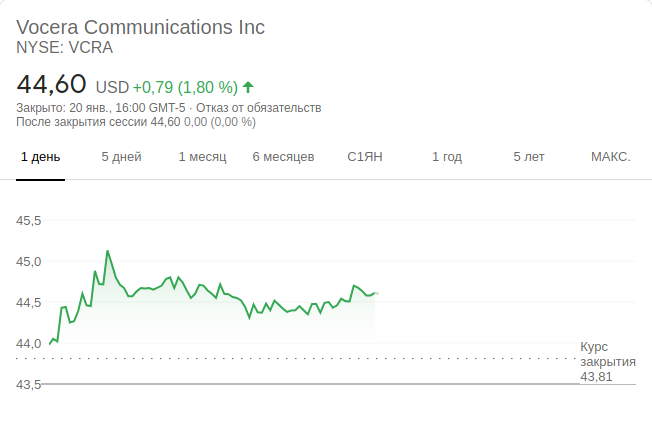 Vocera Communications Inc
NYSE: VCRA
44,60 USD +0,79 (1,80 %)
Закрыто: 20 янв., 16:00 GMT-5 · Отказ от обязательств
После закрытия сессии 44,60 0,00 (0,00 %)
1 день 5 дней 1 месяц 6 месяцев С1ЯН 1 год 5 лет МАКС.
45,5
45,0
44,5
44,0
Курс
закрытия
43,81
43,5